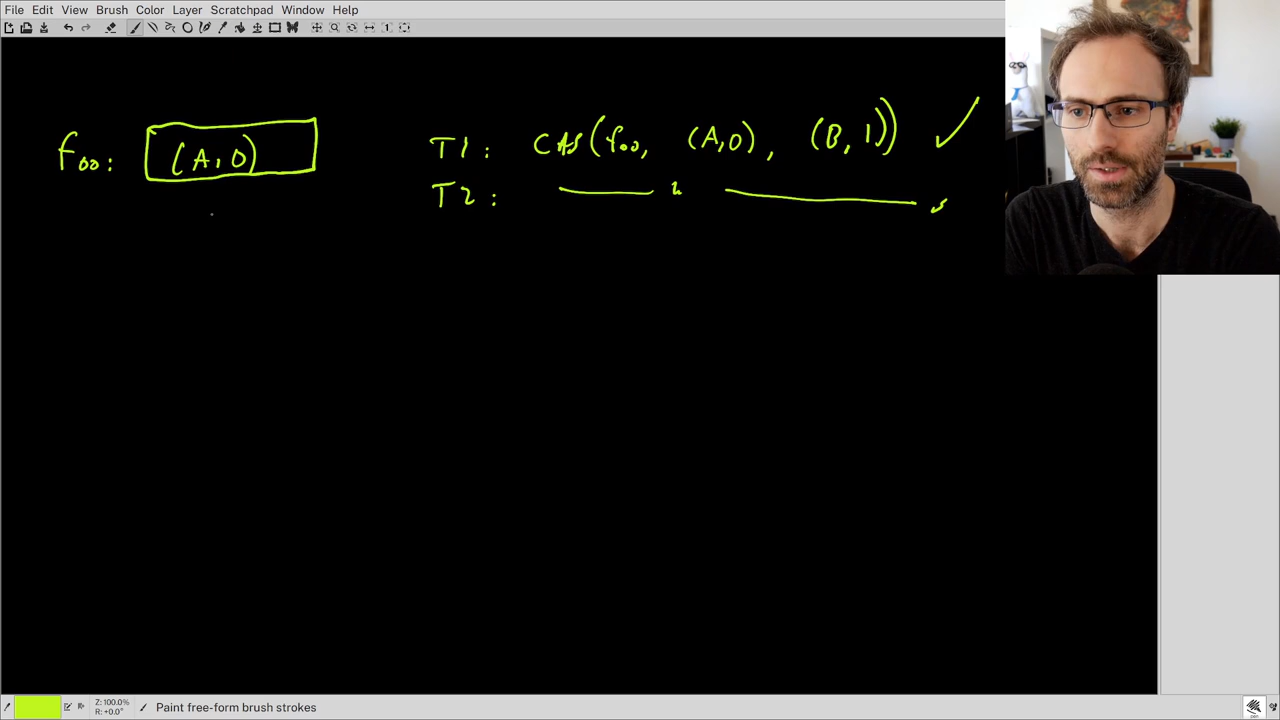 File Edit View Brush Color Layer Scratchpad Window Help
foo: (A, 0)
T1: CAS(foo, (A,0), (B, 1))
T2:
Z: 100.0%
R: +0.0°
Paint free-form brush strokes
pen